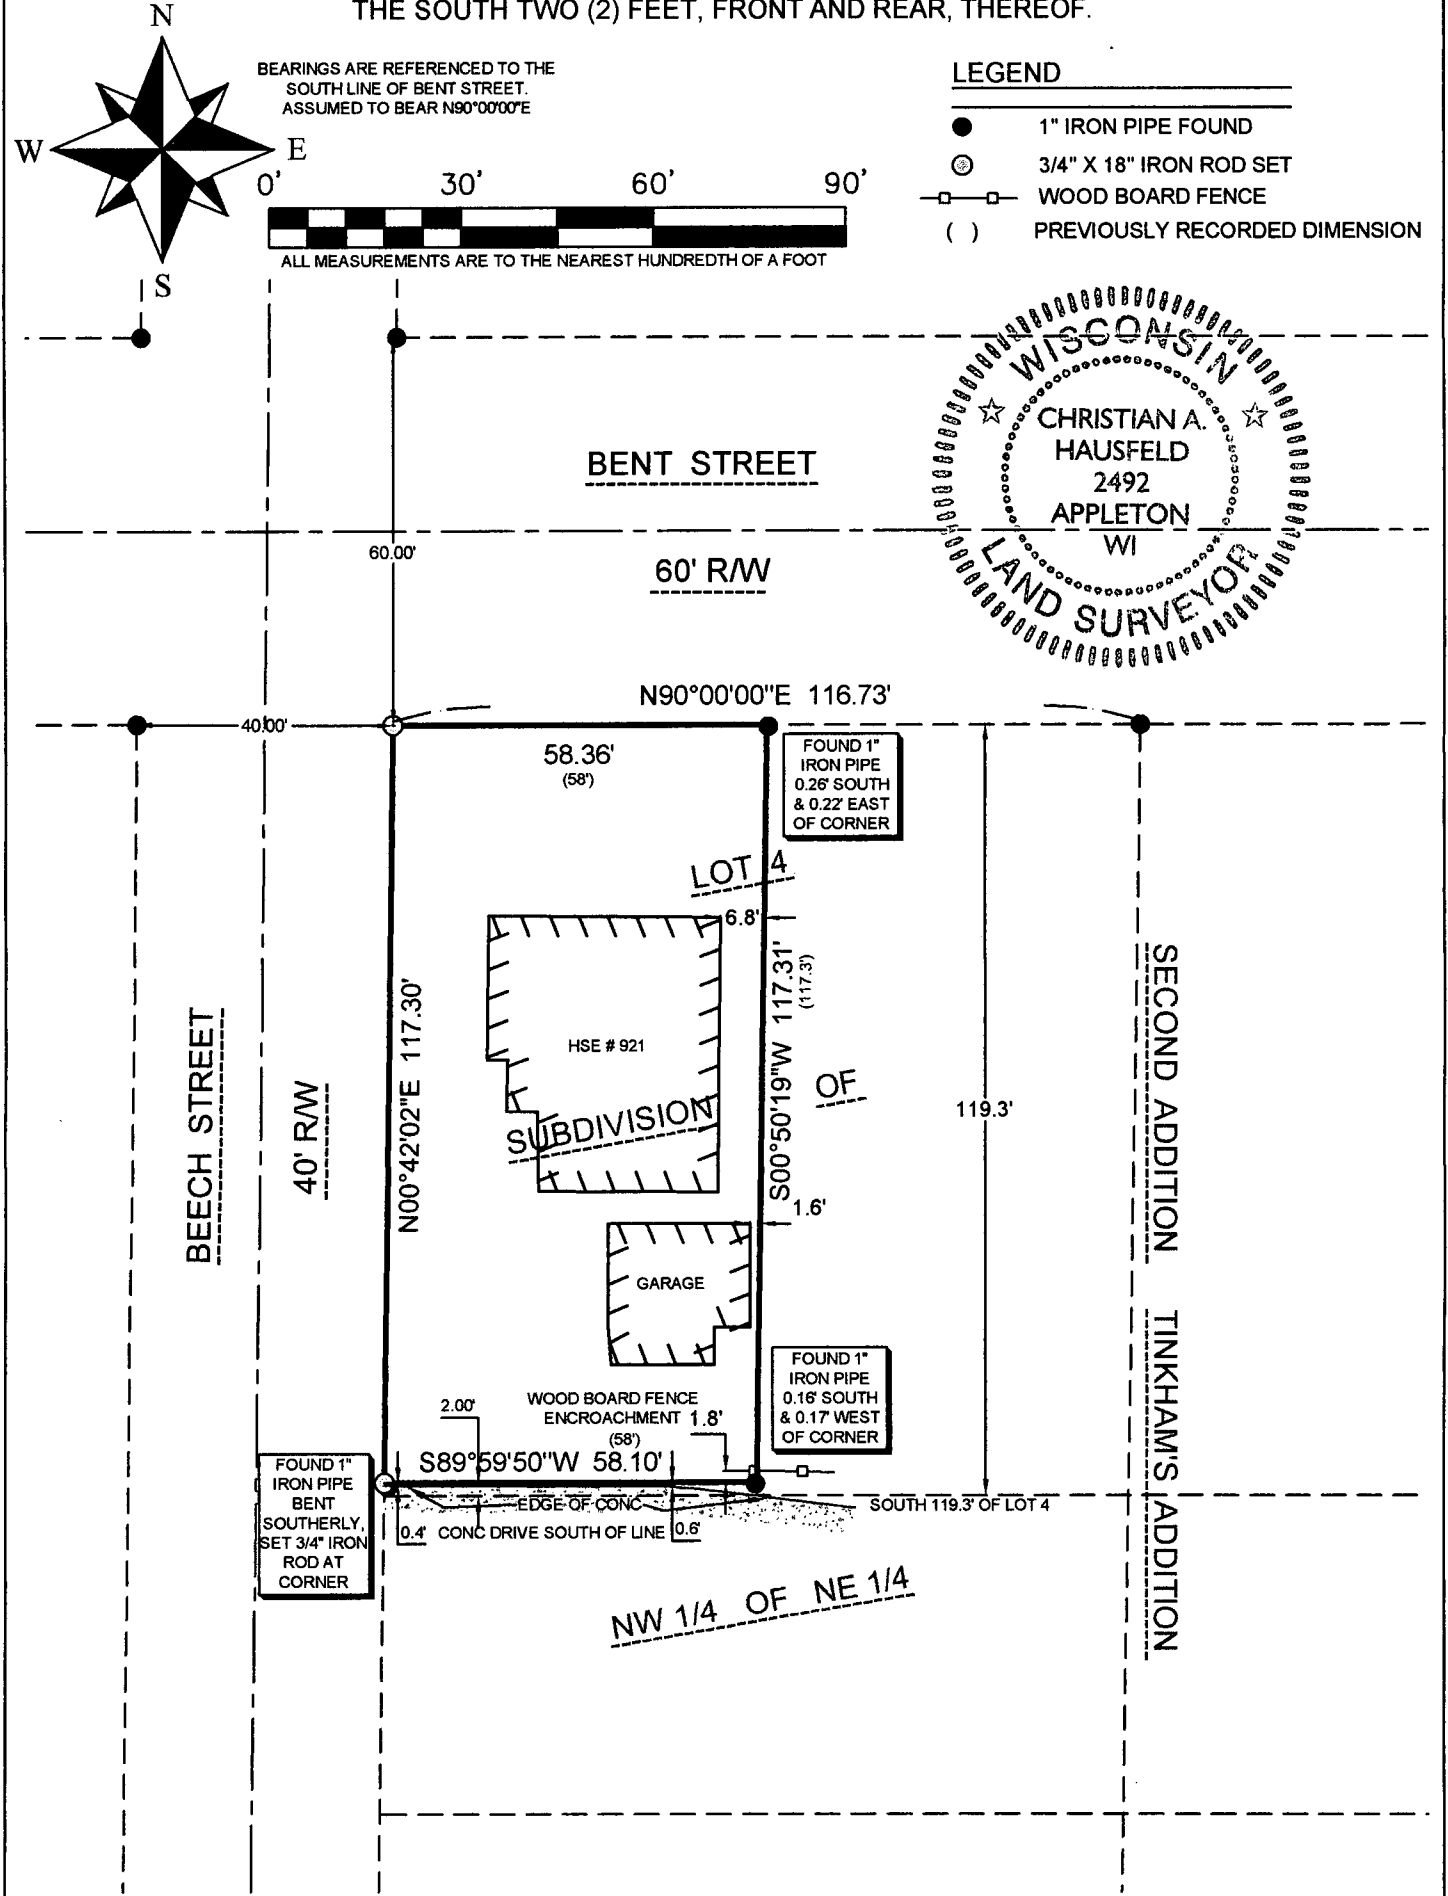 THE SOUTH TWO (2) FEET, FRONT AND REAR, THEREOF.
N
W
E
S
BEARINGS ARE REFERENCED TO THE
SOUTH LINE OF BENT STREET.
ASSUMED TO BEAR N90°00'00"E
LEGEND
1" IRON PIPE FOUND
3/4" X 18" IRON ROD SET
WOOD BOARD FENCE
( ) PREVIOUSLY RECORDED DIMENSION
0' 30' 60' 90'
ALL MEASUREMENTS ARE TO THE NEAREST HUNDREDTH OF A FOOT
WISCONSIN
CHRISTIAN A.
HAUSFELD
2492
APPLETON
WI
LAND SURVEYOR
BENT STREET
60.00'
60' R/W
N90°00'00"E 116.73'
40.00'
58.36'
(58')
FOUND 1"
IRON PIPE
0.26' SOUTH
& 0.22' EAST
OF CORNER
LOT 4
6.8'
117.31'
(117.3')
S00°50'19"W
N00°42'02"E 117.30'
HSE # 921
SUBDIVISION
OF
119.3'
BEECH STREET
40' R/W
SECOND ADDITION
TINKHAM'S ADDITION
1.6'
GARAGE
FOUND 1"
IRON PIPE
0.16' SOUTH
& 0.17' WEST
OF CORNER
2.00'
WOOD BOARD FENCE
ENCROACHMENT 1.8'
(58')
S89°59'50"W 58.10'
FOUND 1"
IRON PIPE
BENT
SOUTHERLY,
SET 3/4" IRON
ROD AT
CORNER
EDGE OF CONC
SOUTH 119.3' OF LOT 4
0.4' CONC DRIVE SOUTH OF LINE 0.6'
NW 1/4 OF NE 1/4